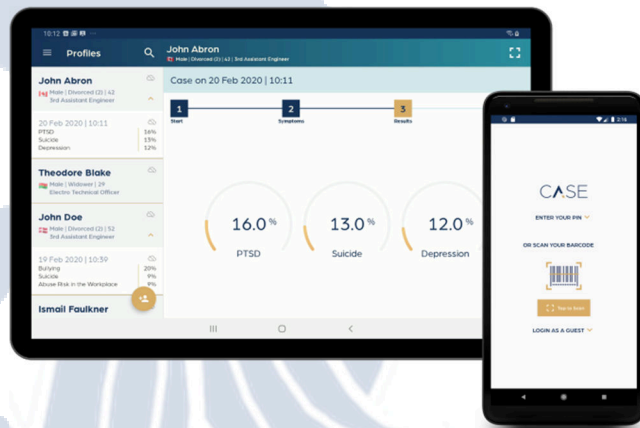 10:12
Profiles
John Abron
Male | Divorced (2) | 42 | 3rd Assistant Engineer
John Abron
Male | Divorced (2) | 42
3rd Assistant Engineer
20 Feb 2020 | 10:11
PTSD 16%
Suicide 13%
Depression 12%
Theodore Blake
Male | Widower | 29
Electro Technical Officer
John Doe
Male | Divorced (2) | 52
3rd Assistant Engineer
19 Feb 2020 | 10:39
Bullying 20%
Suicide 9%
Abuse Risk in the Workplace 9%
Ismail Faulkner
Case on 20 Feb 2020 | 10:11
1 2 3
Start Symptoms Results
16.0 % 13.0 % 12.0 %
PTSD Suicide Depression
2:16
CASE
ENTER YOUR PIN
OR SCAN YOUR BARCODE
Tap to Scan
LOGIN AS A GUEST